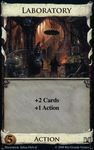 LABORATORY
+2 Cards
+1 Action
5
ACTION